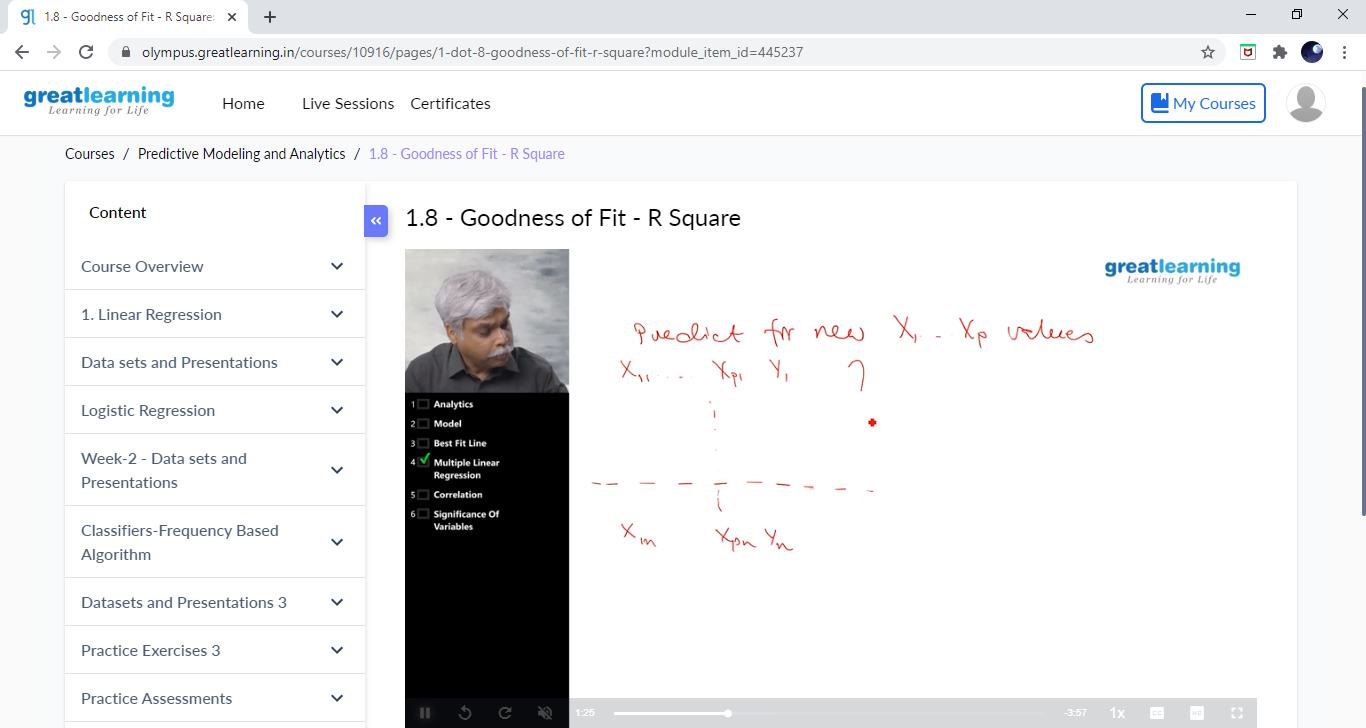 1.8 - Goodness of Fit - R Square:
olympus.greatlearning.in/courses/10916/pages/1-dot-8-goodness-of-fit-r-square?module_item_id=445237
greatlearning
Learning for Life
Home Live Sessions Certificates
My Courses
Courses / Predictive Modeling and Analytics / 1.8 - Goodness of Fit - R Square
Content
Course Overview
1. Linear Regression
Data sets and Presentations
Logistic Regression
Week-2 - Data sets and
Presentations
Classifiers-Frequency Based
Algorithm
Datasets and Presentations 3
Practice Exercises 3
Practice Assessments
1.8 - Goodness of Fit - R Square
greatlearning
Learning for Life
Predict for new X1 .. Xp values
X11 .... Xp1 Y1 ?
X1n Xpn Yn
1 Analytics
2 Model
3 Best Fit Line
4 Multiple Linear
Regression
5 Correlation
6 Significance Of
Variables
1:25 -3:57 1x CC HD